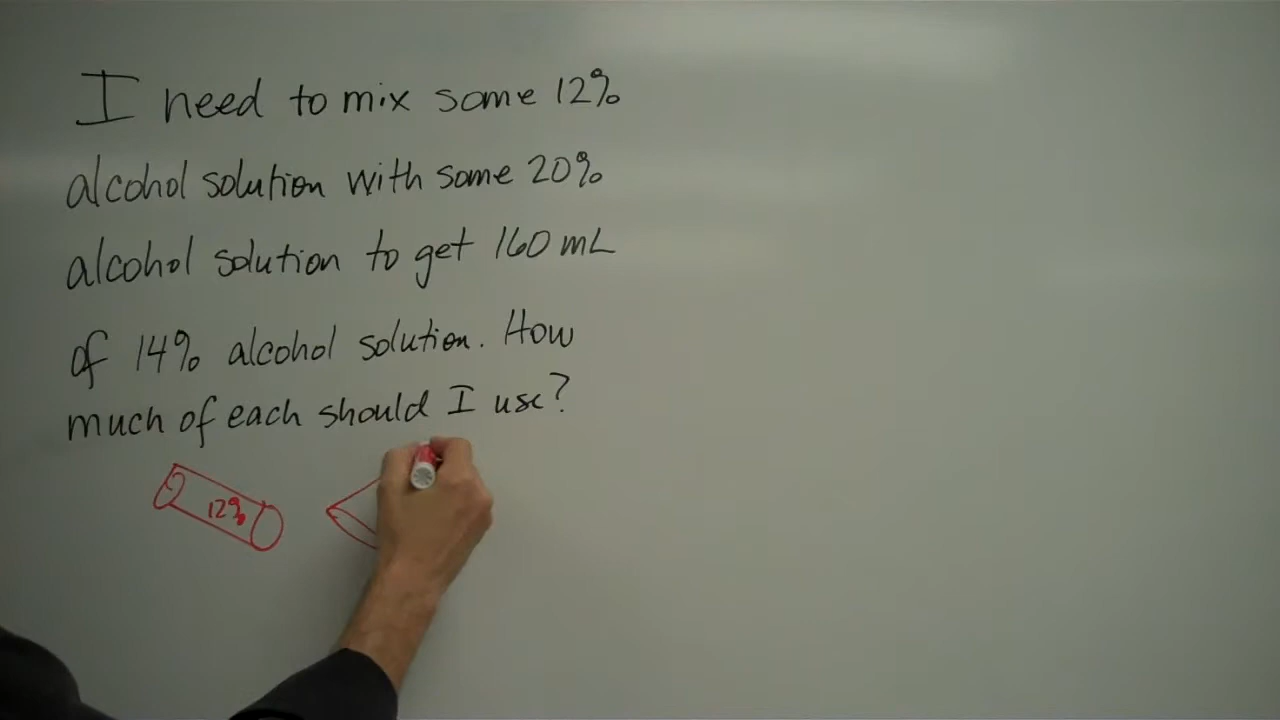 I need to mix some 12%
alcohol solution with some 20%
alcohol solution to get 160 mL
of 14% alcohol solution. How
much of each should I use?
12%